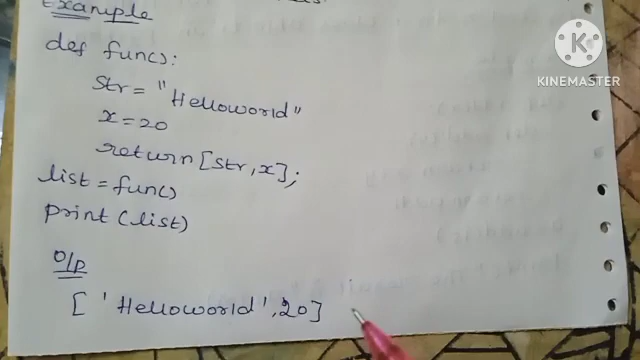 Example
def func():
str = "Helloworld"
x=20
return [str,x];
list = func()
print (list)
O/p
[ 'Helloworld', 20]
KINEMASTER